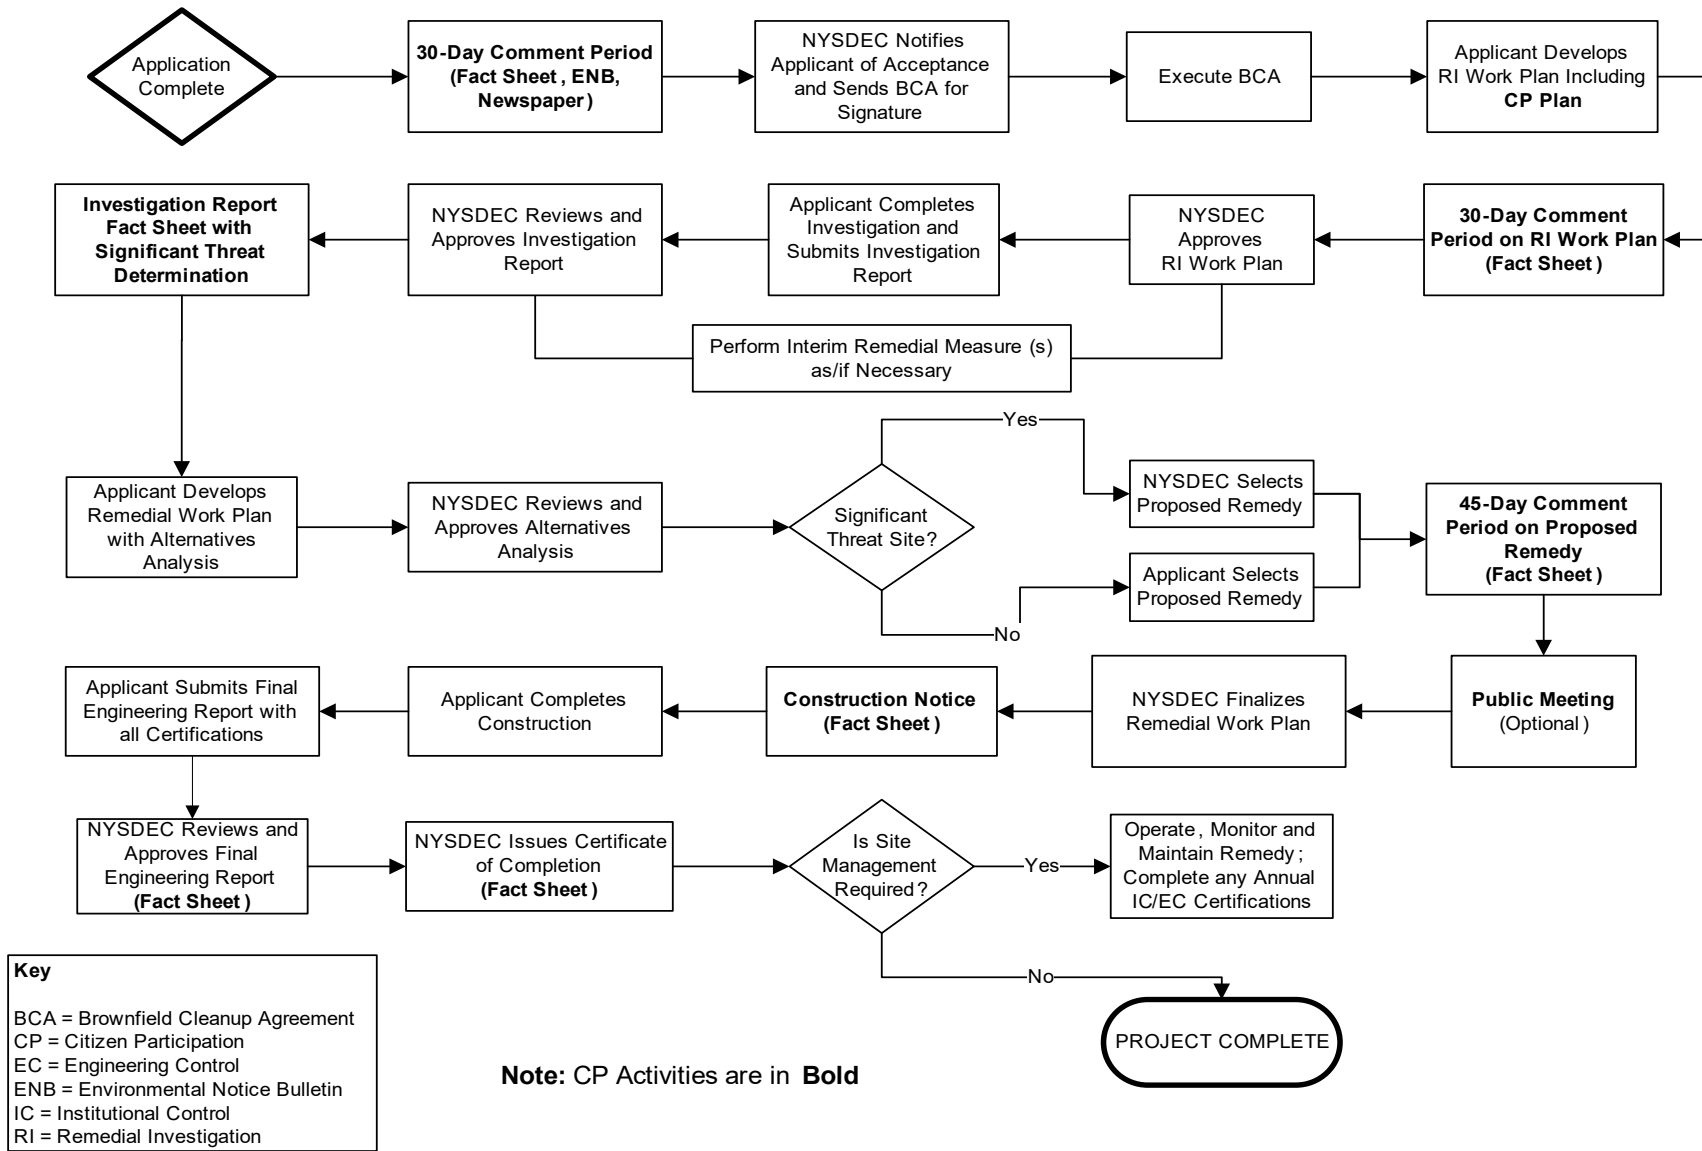 Application
Complete
30-Day Comment Period
(Fact Sheet, ENB,
Newspaper)
NYSDEC Notifies
Applicant of Acceptance
and Sends BCA for
Signature
Execute BCA
Applicant Develops
RI Work Plan Including
CP Plan
Investigation Report
Fact Sheet with
Significant Threat
Determination
NYSDEC Reviews and
Approves Investigation
Report
Applicant Completes
Investigation and
Submits Investigation
Report
NYSDEC
Approves
RI Work Plan
30-Day Comment
Period on RI Work Plan
(Fact Sheet)
Perform Interim Remedial Measure (s)
as/if Necessary
Applicant Develops
Remedial Work Plan
with Alternatives
Analysis
NYSDEC Reviews and
Approves Alternatives
Analysis
Significant
Threat Site?
Yes
No
NYSDEC Selects
Proposed Remedy
Applicant Selects
Proposed Remedy
45-Day Comment
Period on Proposed
Remedy
(Fact Sheet)
Applicant Submits Final
Engineering Report with
all Certifications
Applicant Completes
Construction
Construction Notice
(Fact Sheet)
NYSDEC Finalizes
Remedial Work Plan
Public Meeting
(Optional)
NYSDEC Reviews and
Approves Final
Engineering Report
(Fact Sheet)
NYSDEC Issues Certificate
of Completion
(Fact Sheet)
Is Site
Management
Required?
Yes
Operate, Monitor and
Maintain Remedy;
Complete any Annual
IC/EC Certifications
No
PROJECT COMPLETE
Key
BCA = Brownfield Cleanup Agreement
CP = Citizen Participation
EC = Engineering Control
ENB = Environmental Notice Bulletin
IC = Institutional Control
RI = Remedial Investigation
Note: CP Activities are in Bold